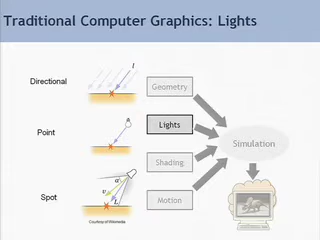 Traditional Computer Graphics: Lights
Directional
l
Geometry
Point
Lights
Simulation
Shading
Spot
Motion
Courtesy of Wikimedia